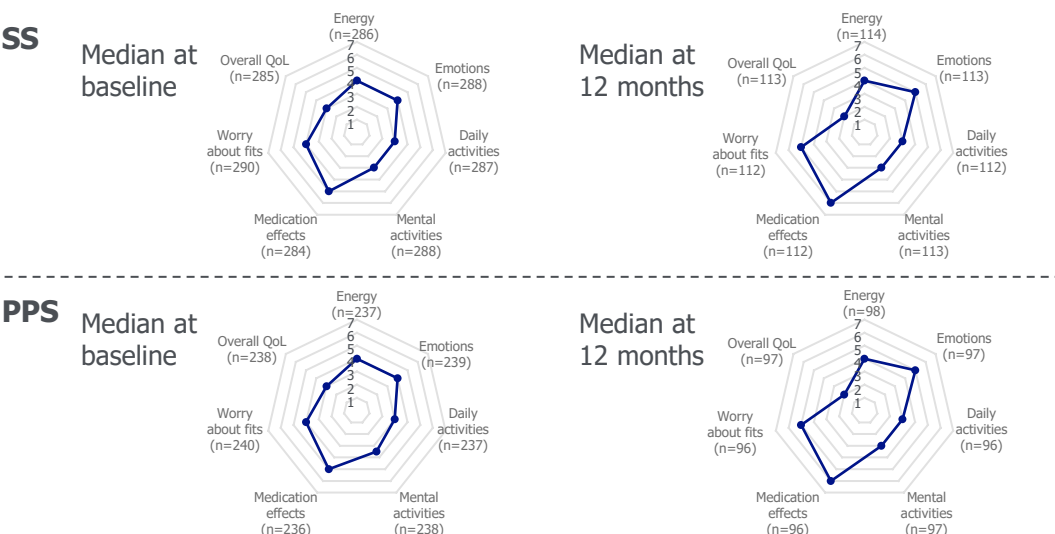 SS
Median at
baseline
Energy
(n=286)
7
6
5
4
3
2
1
Overall QoL
(n=285)
Emotions
(n=288)
Worry
about fits
(n=290)
Daily
activities
(n=287)
Medication
effects
(n=284)
Mental
activities
(n=288)
Median at
12 months
Energy
(n=114)
7
6
5
4
3
2
1
Overall QoL
(n=113)
Emotions
(n=113)
Worry
about fits
(n=112)
Daily
activities
(n=112)
Medication
effects
(n=112)
Mental
activities
(n=113)
PPS
Median at
baseline
Energy
(n=237)
7
6
5
4
3
2
1
Overall QoL
(n=238)
Emotions
(n=239)
Worry
about fits
(n=240)
Daily
activities
(n=237)
Medication
effects
(n=236)
Mental
activities
(n=238)
Median at
12 months
Energy
(n=98)
7
6
5
4
3
2
1
Overall QoL
(n=97)
Emotions
(n=97)
Worry
about fits
(n=96)
Daily
activities
(n=96)
Medication
effects
(n=96)
Mental
activities
(n=97)